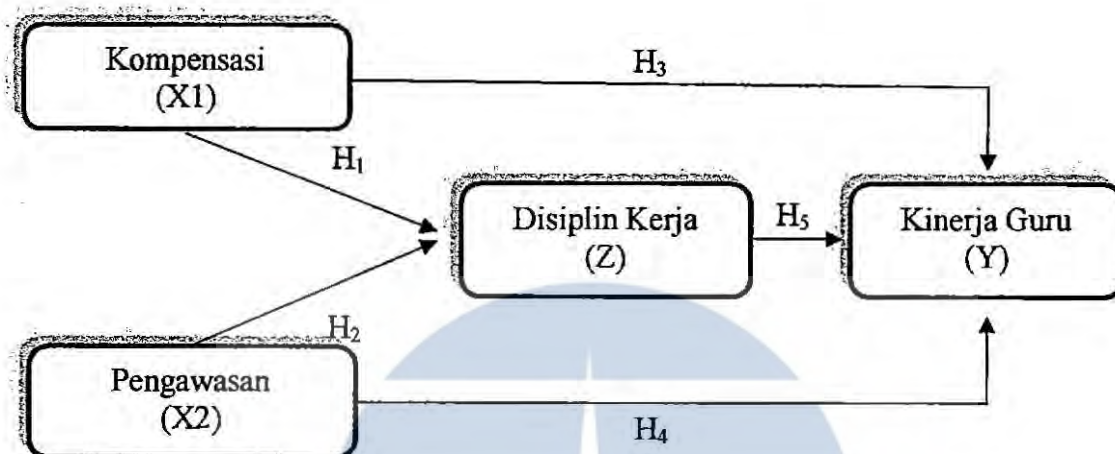 Kompensasi
(X1)
H₃
H₁
Disiplin Kerja
(Z)
H₅
Kinerja Guru
(Y)
H₂
Pengawasan
(X2)
H₄